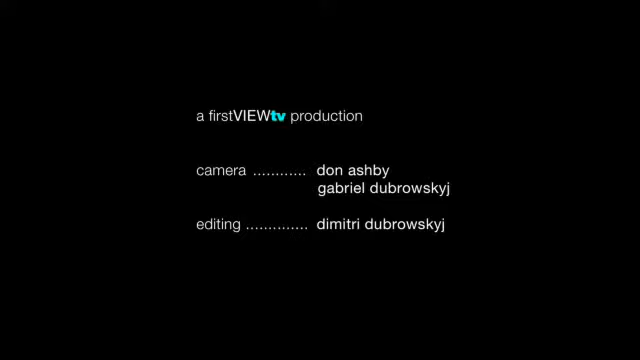 a firstVIEWtv production
camera ............ don ashby
gabriel dubrowskyj
editing .............. dimitri dubrowskyj